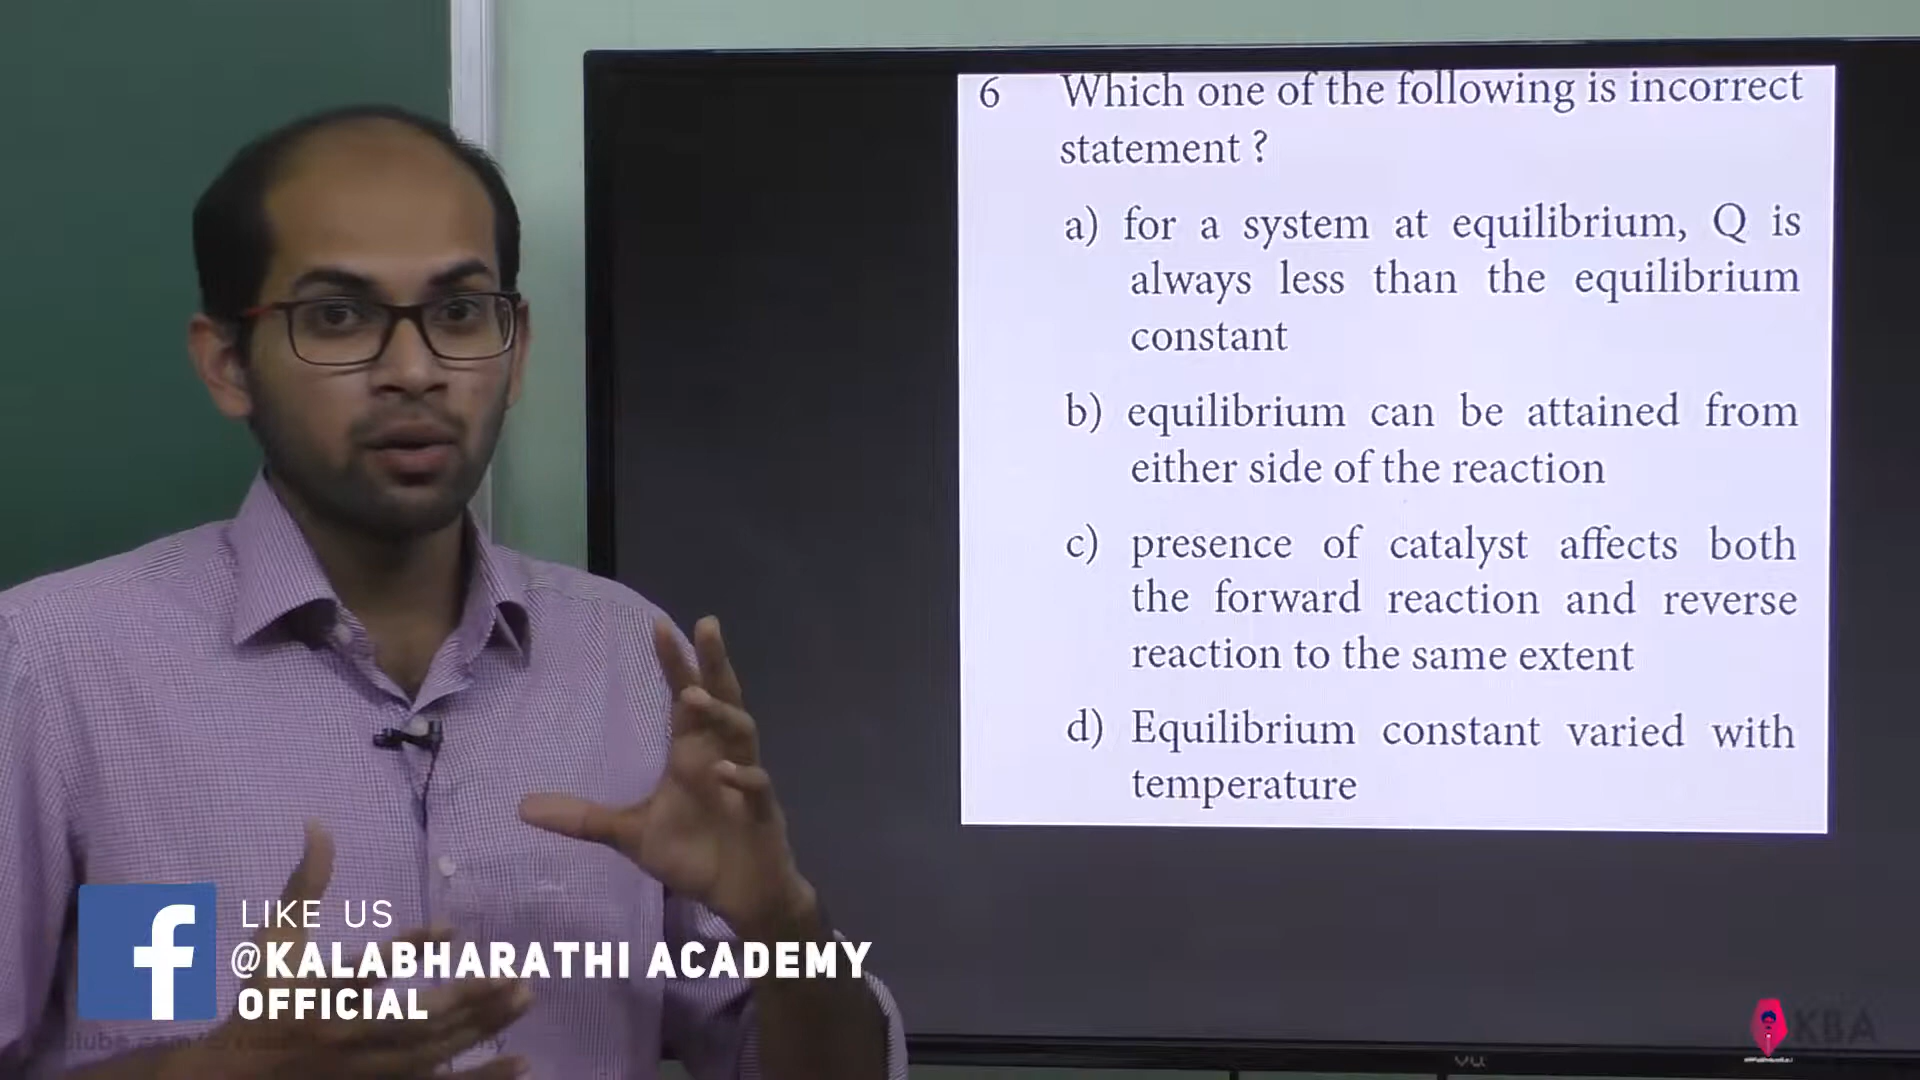 6 Which one of the following is incorrect
statement ?
a) for a system at equilibrium, Q is
always less than the equilibrium
constant
b) equilibrium can be attained from
either side of the reaction
c) presence of catalyst affects both
the forward reaction and reverse
reaction to the same extent
d) Equilibrium constant varied with
temperature
LIKE US
@KALABHARATHI ACADEMY
OFFICIAL
KBA
vu